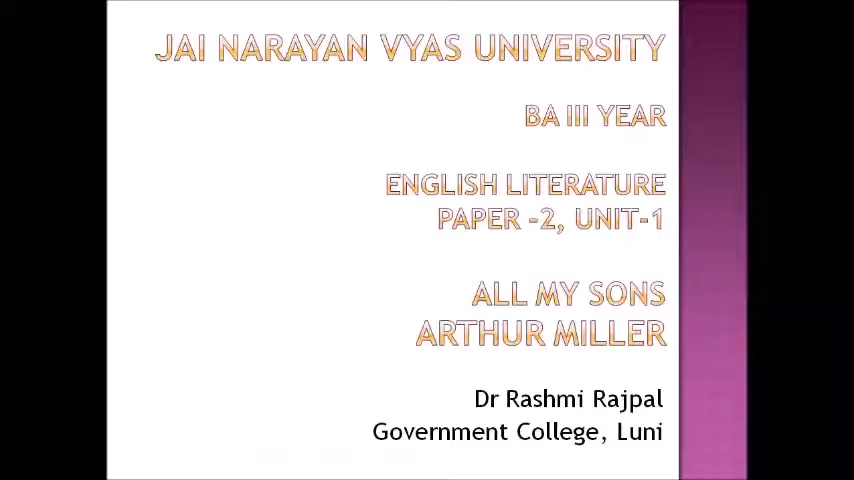 JAI NARAYAN VYAS UNIVERSITY
BA III YEAR
ENGLISH LITERATURE
PAPER -2, UNIT-1
ALL MY SONS
ARTHUR MILLER
Dr Rashmi Rajpal
Government College, Luni